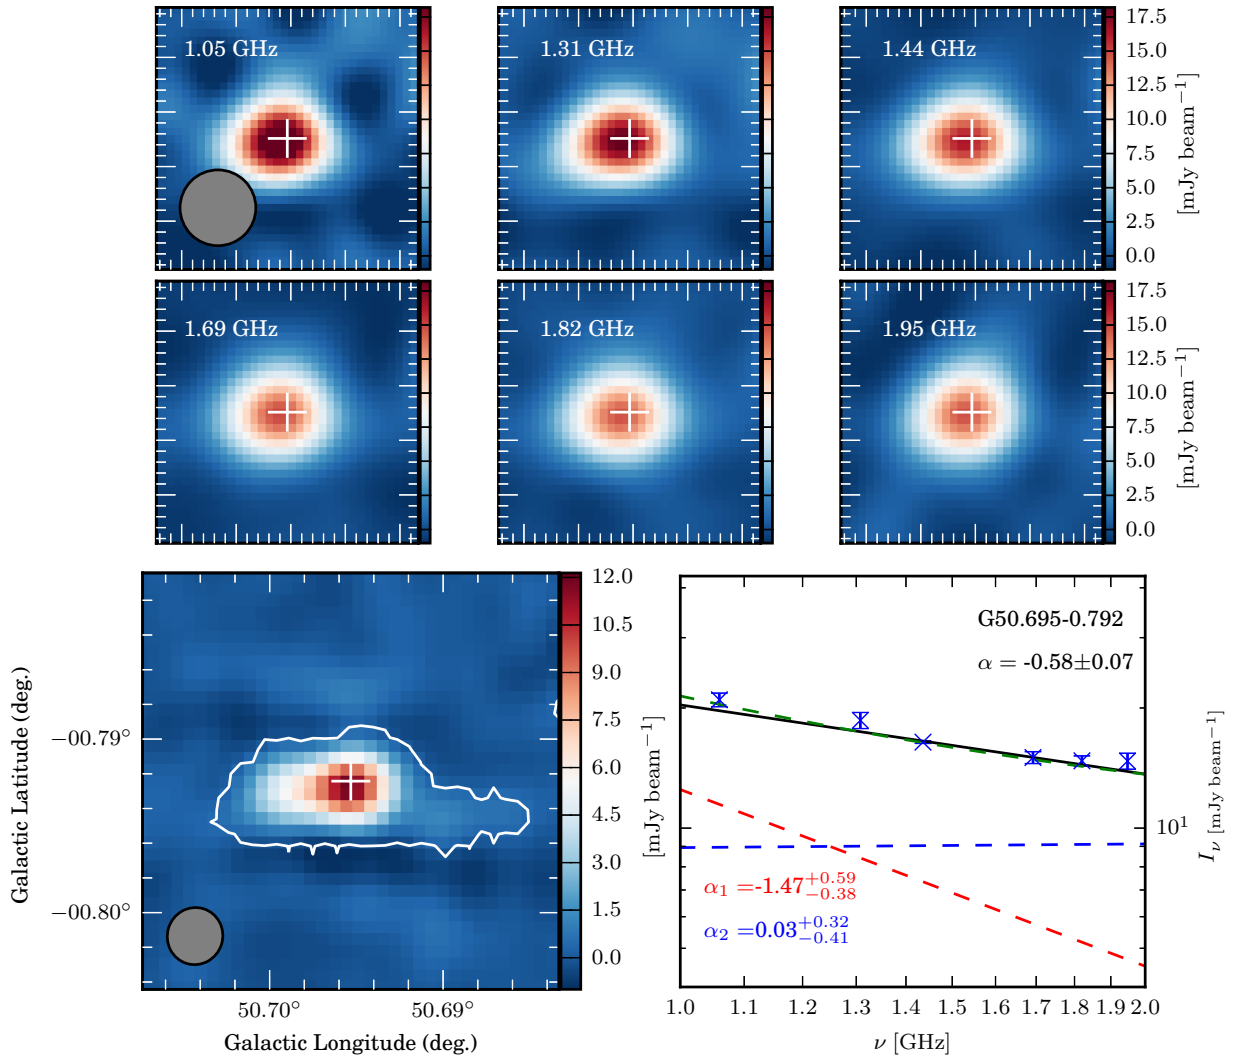 1.05 GHz
1.31 GHz
1.44 GHz
17.5
15.0
12.5
10.0
7.5
5.0
2.5
0.0
[mJy beam⁻¹]
1.69 GHz
1.82 GHz
1.95 GHz
17.5
15.0
12.5
10.0
7.5
5.0
2.5
0.0
[mJy beam⁻¹]
Galactic Latitude (deg.)
−0.79°
−0.80°
50.70°
50.69°
Galactic Longitude (deg.)
12.0
10.5
9.0
7.5
6.0
4.5
3.0
1.5
0.0
[mJy beam⁻¹]
G50.695-0.792
α = -0.58±0.07
α₁ =-1.47+0.59−0.38
α₂ =0.03+0.32−0.41
10¹
I_ν [mJy beam⁻¹]
1.0 1.1 1.2 1.3 1.4 1.5 1.6 1.7 1.8 1.9 2.0
ν [GHz]